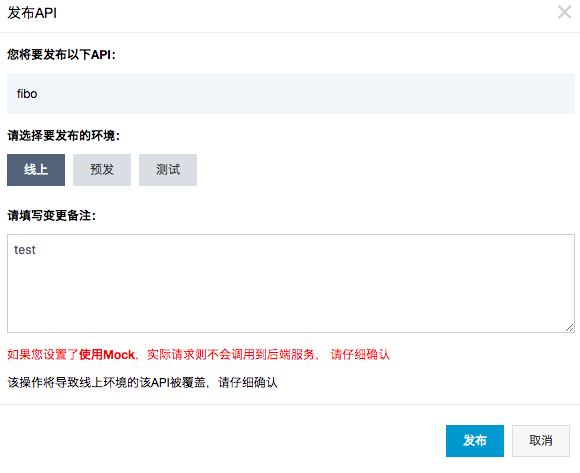 发布API
您将要发布以下API：
fibo
请选择要发布的环境：
线上 预发 测试
请填写变更备注：
test
如果您设置了使用Mock，实际请求则不会调用到后端服务， 请仔细确认
该操作将导致线上环境的该API被覆盖，请仔细确认
发布 取消